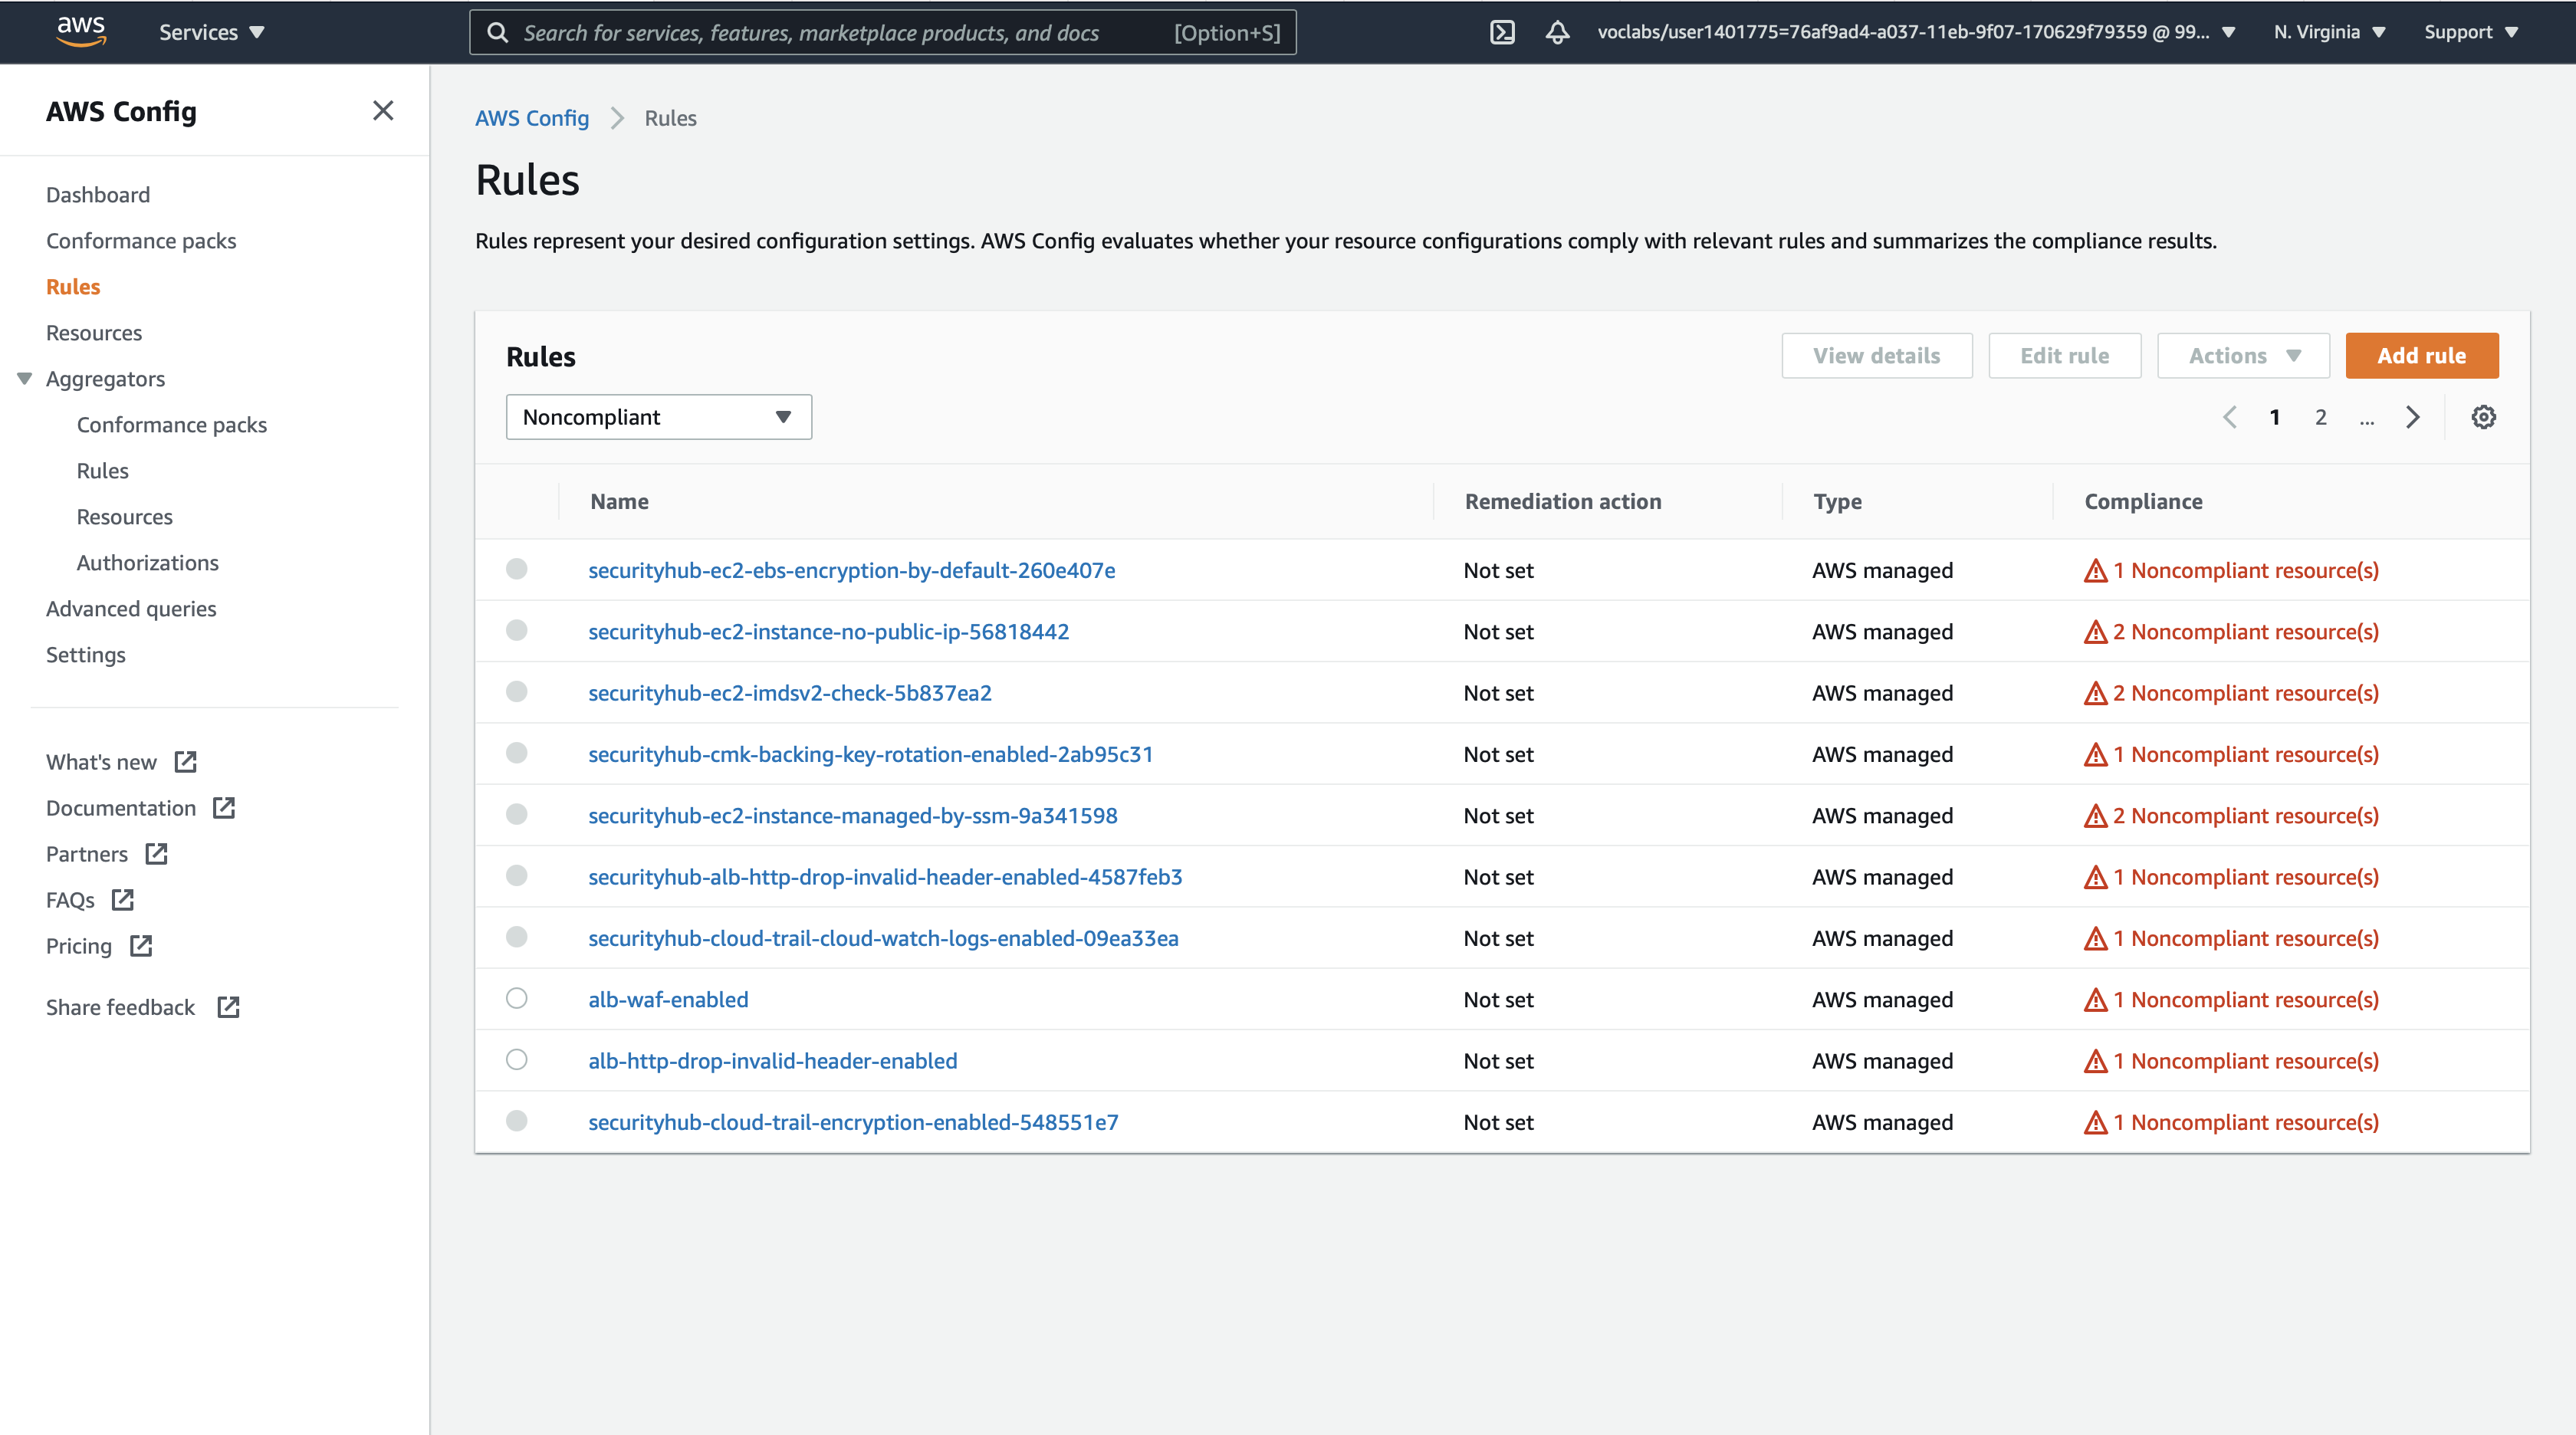 aws Services Search for services, features, marketplace products, and docs [Option+S] voclabs/user1401775=76af9ad4-a037-11eb-9f07-170629f79359 @ 99... N. Virginia Support
AWS Config
Dashboard
Conformance packs
Rules
Resources
Aggregators
Conformance packs
Rules
Resources
Authorizations
Advanced queries
Settings
What's new
Documentation
Partners
FAQs
Pricing
Share feedback
AWS Config Rules
Rules
Rules represent your desired configuration settings. AWS Config evaluates whether your resource configurations comply with relevant rules and summarizes the compliance results.
Rules View details Edit rule Actions Add rule
Noncompliant 1 2 ...
Name Remediation action Type Compliance
securityhub-ec2-ebs-encryption-by-default-260e407e Not set AWS managed 1 Noncompliant resource(s)
securityhub-ec2-instance-no-public-ip-56818442 Not set AWS managed 2 Noncompliant resource(s)
securityhub-ec2-imdsv2-check-5b837ea2 Not set AWS managed 2 Noncompliant resource(s)
securityhub-cmk-backing-key-rotation-enabled-2ab95c31 Not set AWS managed 1 Noncompliant resource(s)
securityhub-ec2-instance-managed-by-ssm-9a341598 Not set AWS managed 2 Noncompliant resource(s)
securityhub-alb-http-drop-invalid-header-enabled-4587feb3 Not set AWS managed 1 Noncompliant resource(s)
securityhub-cloud-trail-cloud-watch-logs-enabled-09ea33ea Not set AWS managed 1 Noncompliant resource(s)
alb-waf-enabled Not set AWS managed 1 Noncompliant resource(s)
alb-http-drop-invalid-header-enabled Not set AWS managed 1 Noncompliant resource(s)
securityhub-cloud-trail-encryption-enabled-548551e7 Not set AWS managed 1 Noncompliant resource(s)